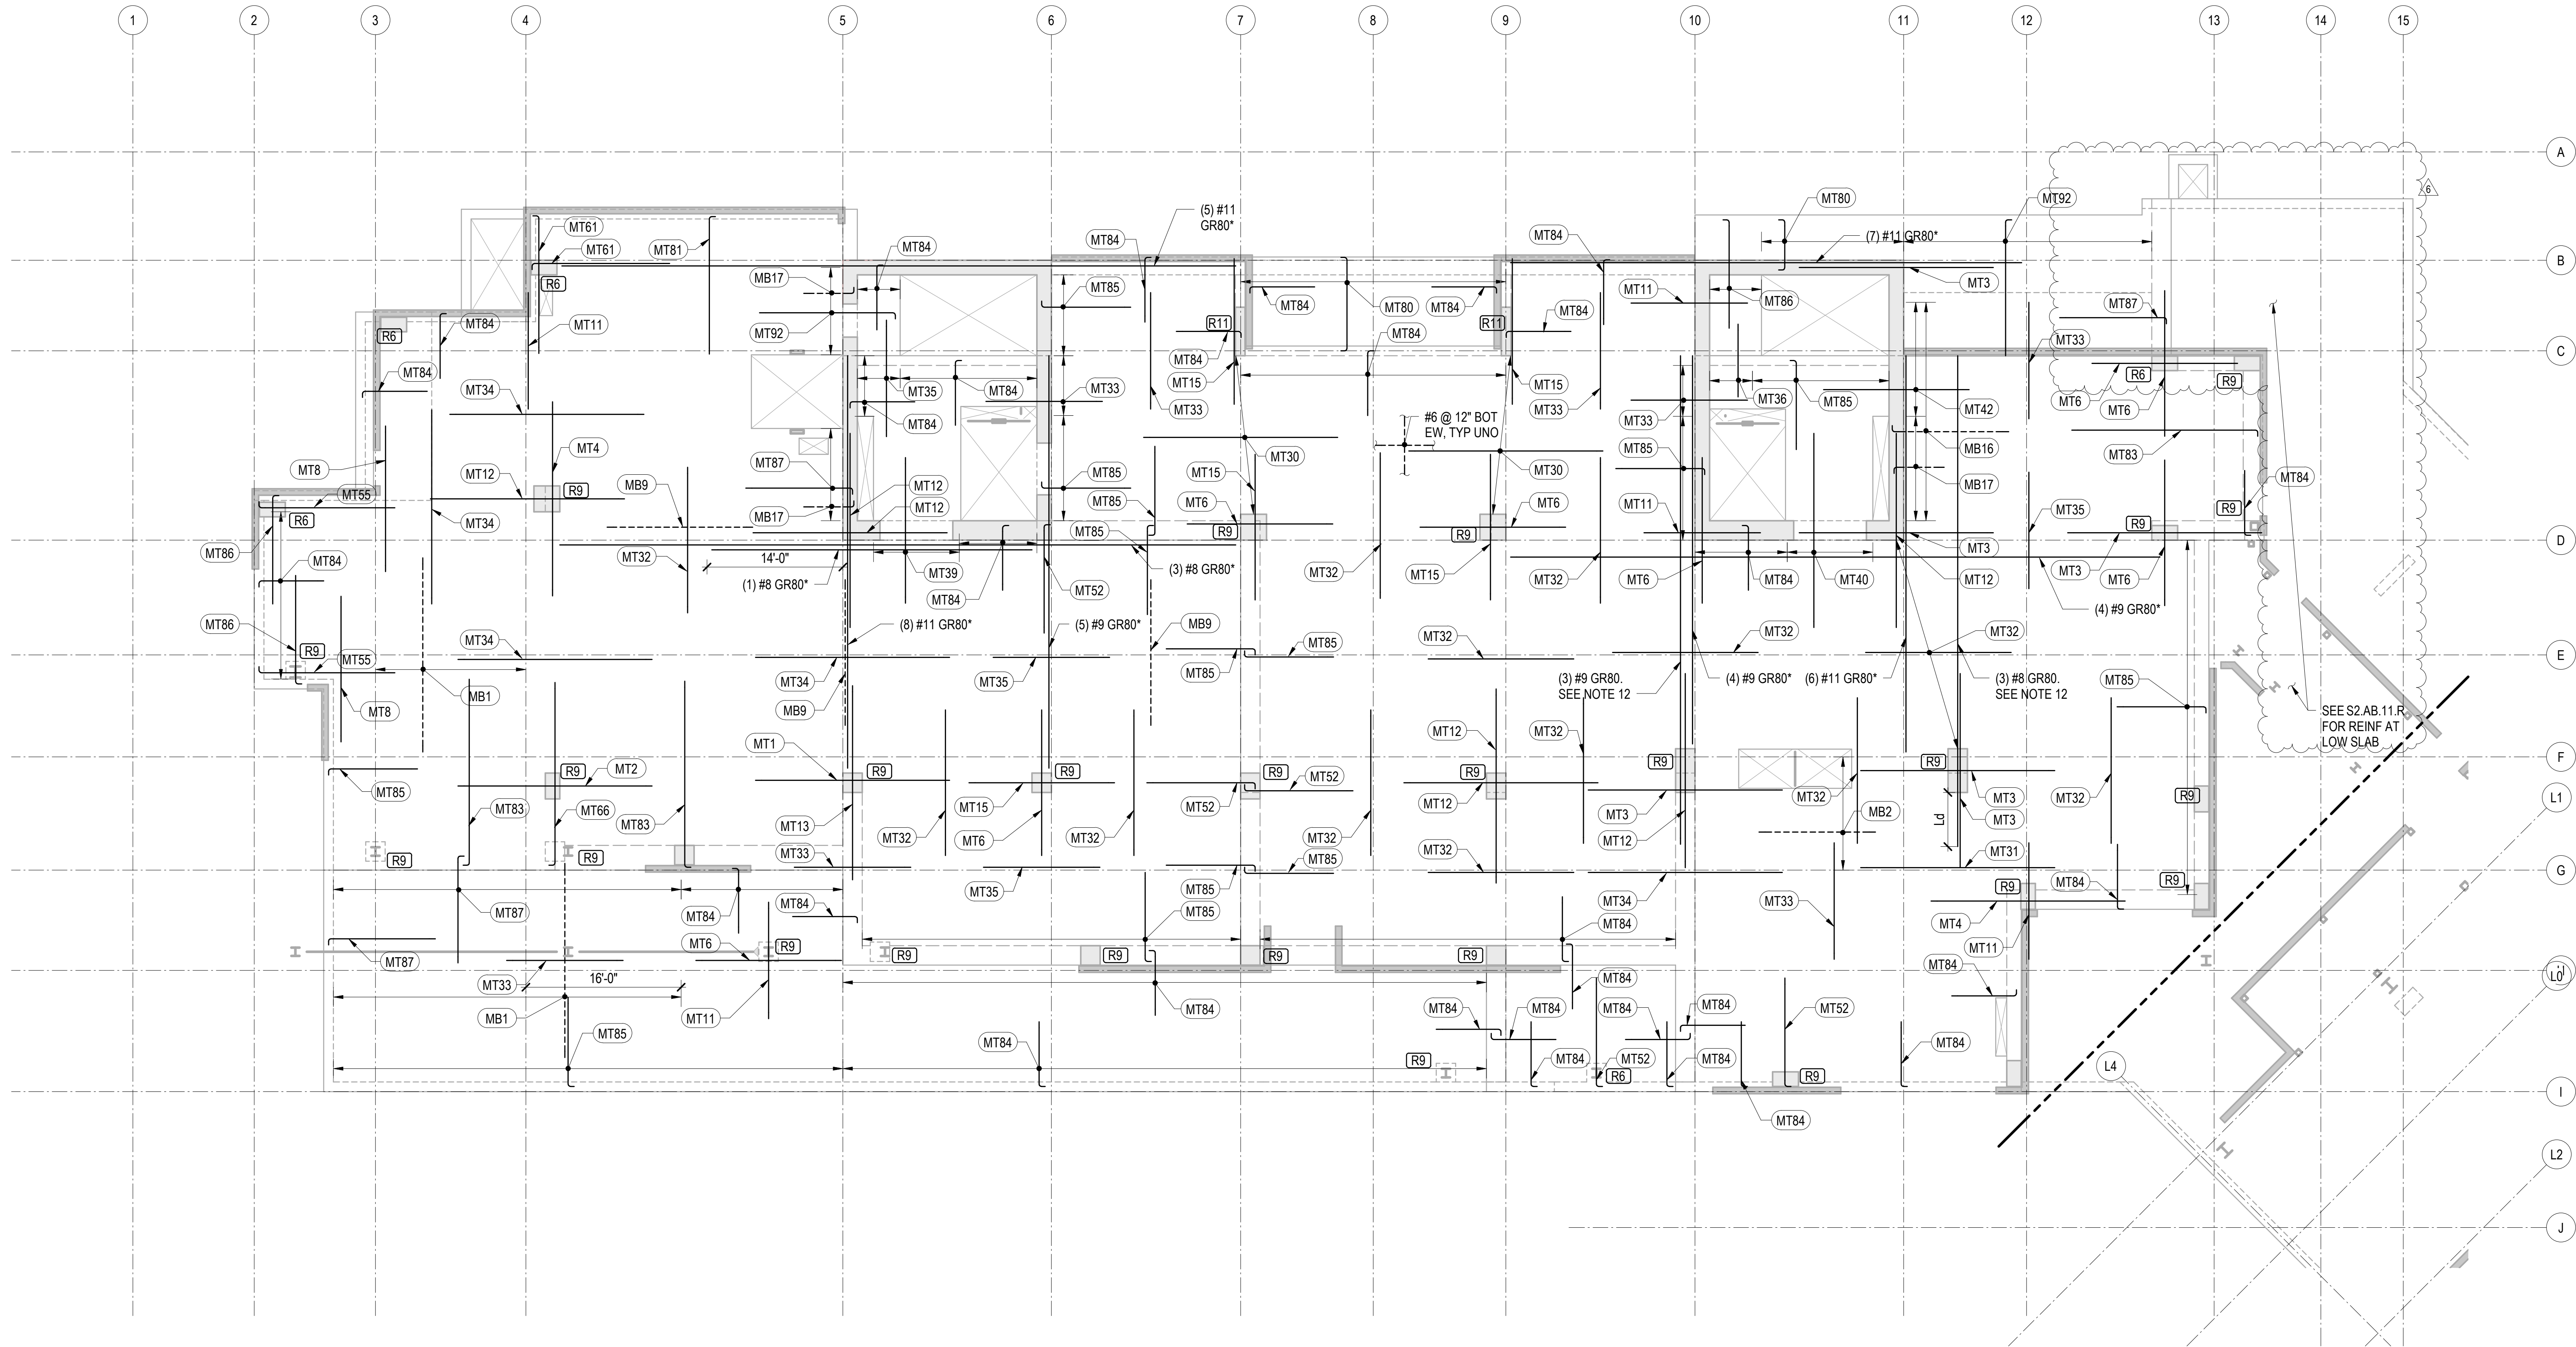 1 2 3 4 5 6 7 8 9 10 11 12 13 14 15
A
6
MT80 MT92
(5) #11
GR80*
MT61 MT84 MT84
MT61 MT81 MT84 (7) #11 GR80*
B
R6 MB17 MT85 MT84 MT80 MT84 MT11 MT86 MT3
MT84 R6 MT11 MT92 R11 MT84 R11 MT84 MT87 MT33
C
MT84 MT34 MT35 MT84 MT84 MT33 MT15 MT33 MT84 MT15 MT33 MT33 MT36 MT85 MT42 MT6 R6 MT6 R9
#6 @ 12" BOT
EW, TYP UNO
MT8 MT12 MT4 MT87 MT85 MT30 MT15 MT30 MT85 MB16 MT83 MT84
MT55 R9 MB9 MT12 MT12 MB17 MT85 MT6 MT6 MT11 MB17 MT35 R9
R6 MT85 R9 R9 R9
D
MT86 MT84 MT32 14'-0" MT39 MT52 (3) #8 GR80* MT32 MT15 MT32 MT6 MT84 MT40 MT12 MT3 MT3 MT6
(1) #8 GR80* MT84 (4) #9 GR80*
MT86 MT34 (8) #11 GR80* (5) #9 GR80* MB9 MT85 MT32 MT32 MT32
R9 MT55
E
MB1 MT34 MT35 MT85
(3) #9 GR80.
SEE NOTE 12
(4) #9 GR80* (6) #11 GR80*
(3) #8 GR80.
SEE NOTE 12
MT85
MT8 MB9
SEE S2.AB.11.R
FOR REINF AT
LOW SLAB
MT1 MT12 MT32
F
R9 MT2 R9 R9 R9 R9 R9 R9
MT85 MT83 MT66 MT83 MT13 MT15 MT52 MT52 MT12 MT3 MT32 MB2 MT3 MT32 R9 L1
MT32 MT6 MT32 MT32 MT12 Ld MT3
R9 R9 MT33 MT85 MT32 MT31
G
MT35 MT85 MT34 MT33 R9 MT84 R9
MT87 MT84 MT84 MT85 MT84 MT4
MT87 MT6 R9 R9 R9 R9 R9 MT11
MT33 16'-0" MT84 MT84 L0
MB1 MT11 MT84 MT84 MT84 MT84 MT84 MT52
MT85 MT84 R9 MT84 MT52 MT84 MT84 L4
R6 R9
I
MT84
L2
J